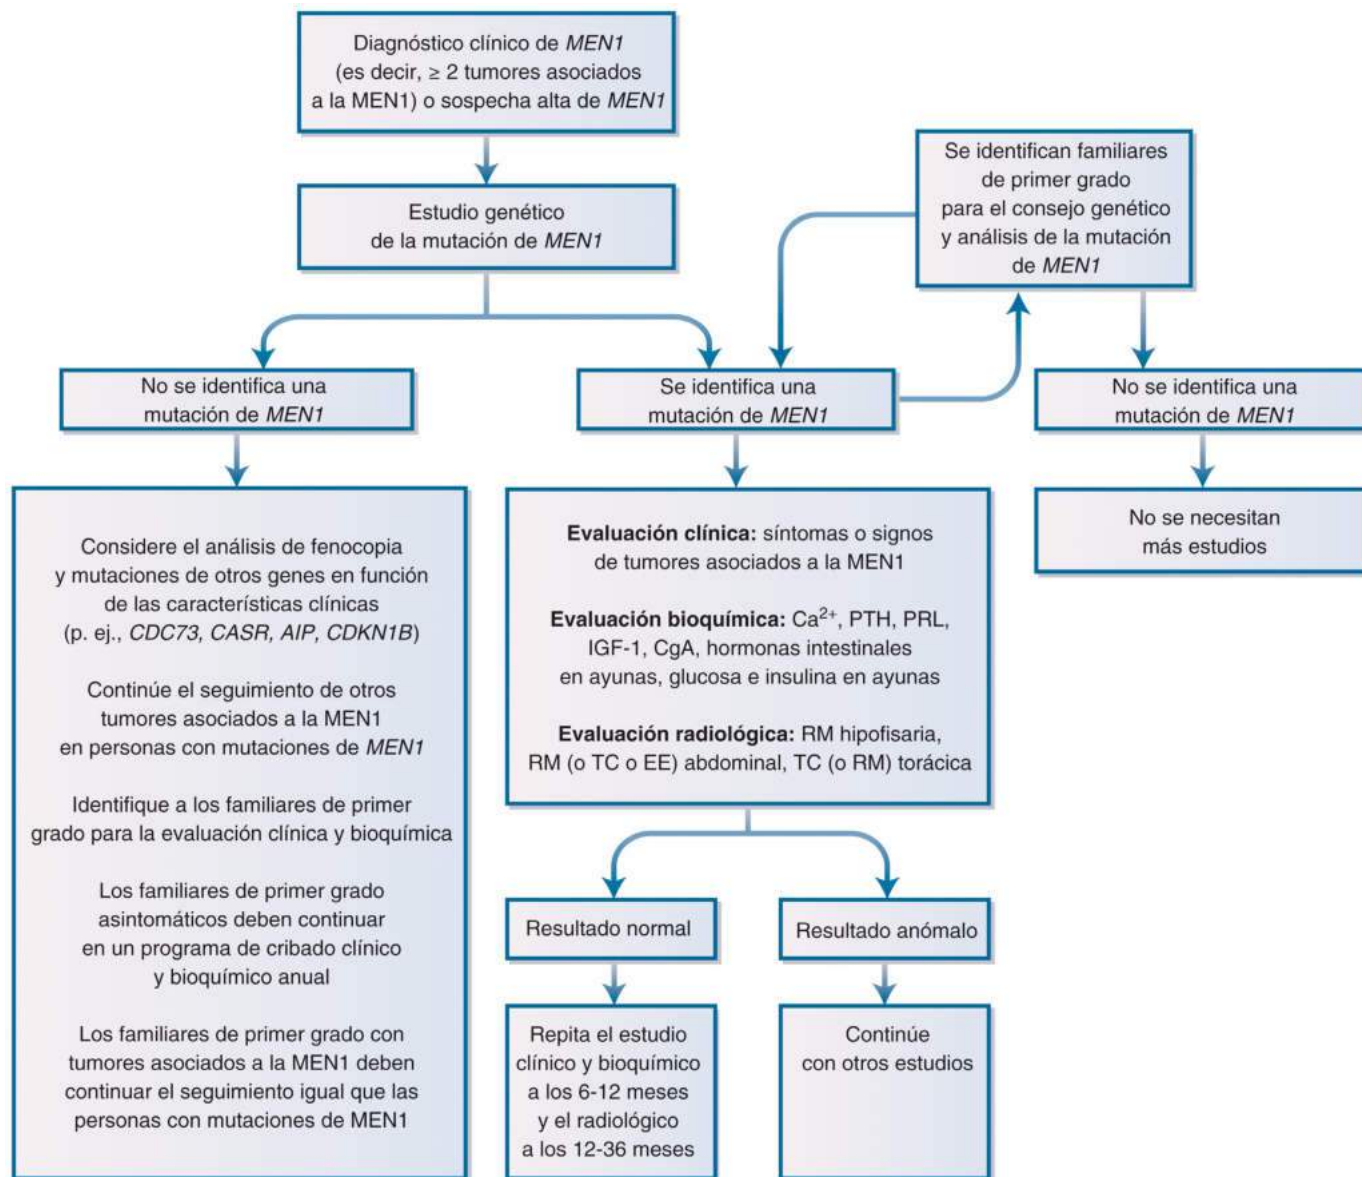 Diagnóstico clínico de MEN1
(es decir, ≥ 2 tumores asociados
a la MEN1) o sospecha alta de MEN1
Estudio genético
de la mutación de MEN1
Se identifican familiares
de primer grado
para el consejo genético
y análisis de la mutación
de MEN1
No se identifica una
mutación de MEN1
Se identifica una
mutación de MEN1
No se identifica una
mutación de MEN1
Considere el análisis de fenocopia
y mutaciones de otros genes en función
de las características clínicas
(p. ej., CDC73, CASR, AIP, CDKN1B)
Continúe el seguimiento de otros
tumores asociados a la MEN1
en personas con mutaciones de MEN1
Identifique a los familiares de primer
grado para la evaluación clínica y bioquímica
Los familiares de primer grado
asintomáticos deben continuar
en un programa de cribado clínico
y bioquímico anual
Los familiares de primer grado con
tumores asociados a la MEN1 deben
continuar el seguimiento igual que las
personas con mutaciones de MEN1
Evaluación clínica: síntomas o signos
de tumores asociados a la MEN1
Evaluación bioquímica: Ca²⁺, PTH, PRL,
IGF-1, CgA, hormonas intestinales
en ayunas, glucosa e insulina en ayunas
Evaluación radiológica: RM hipofisaria,
RM (o TC o EE) abdominal, TC (o RM) torácica
No se necesitan
más estudios
Resultado normal
Resultado anómalo
Repita el estudio
clínico y bioquímico
a los 6-12 meses
y el radiológico
a los 12-36 meses
Continúe
con otros estudios